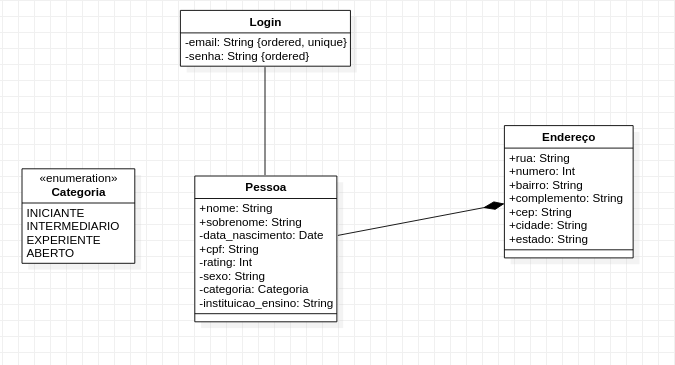 Login
-email: String {ordered, unique}
-senha: String {ordered}
«enumeration»
Categoria
INICIANTE
INTERMEDIARIO
EXPERIENTE
ABERTO
Pessoa
+nome: String
+sobrenome: String
-data_nascimento: Date
+cpf: String
-rating: Int
-sexo: String
-categoria: Categoria
-instituicao_ensino: String
Endereço
+rua: String
+numero: Int
+bairro: String
+complemento: String
+cep: String
+cidade: String
+estado: String